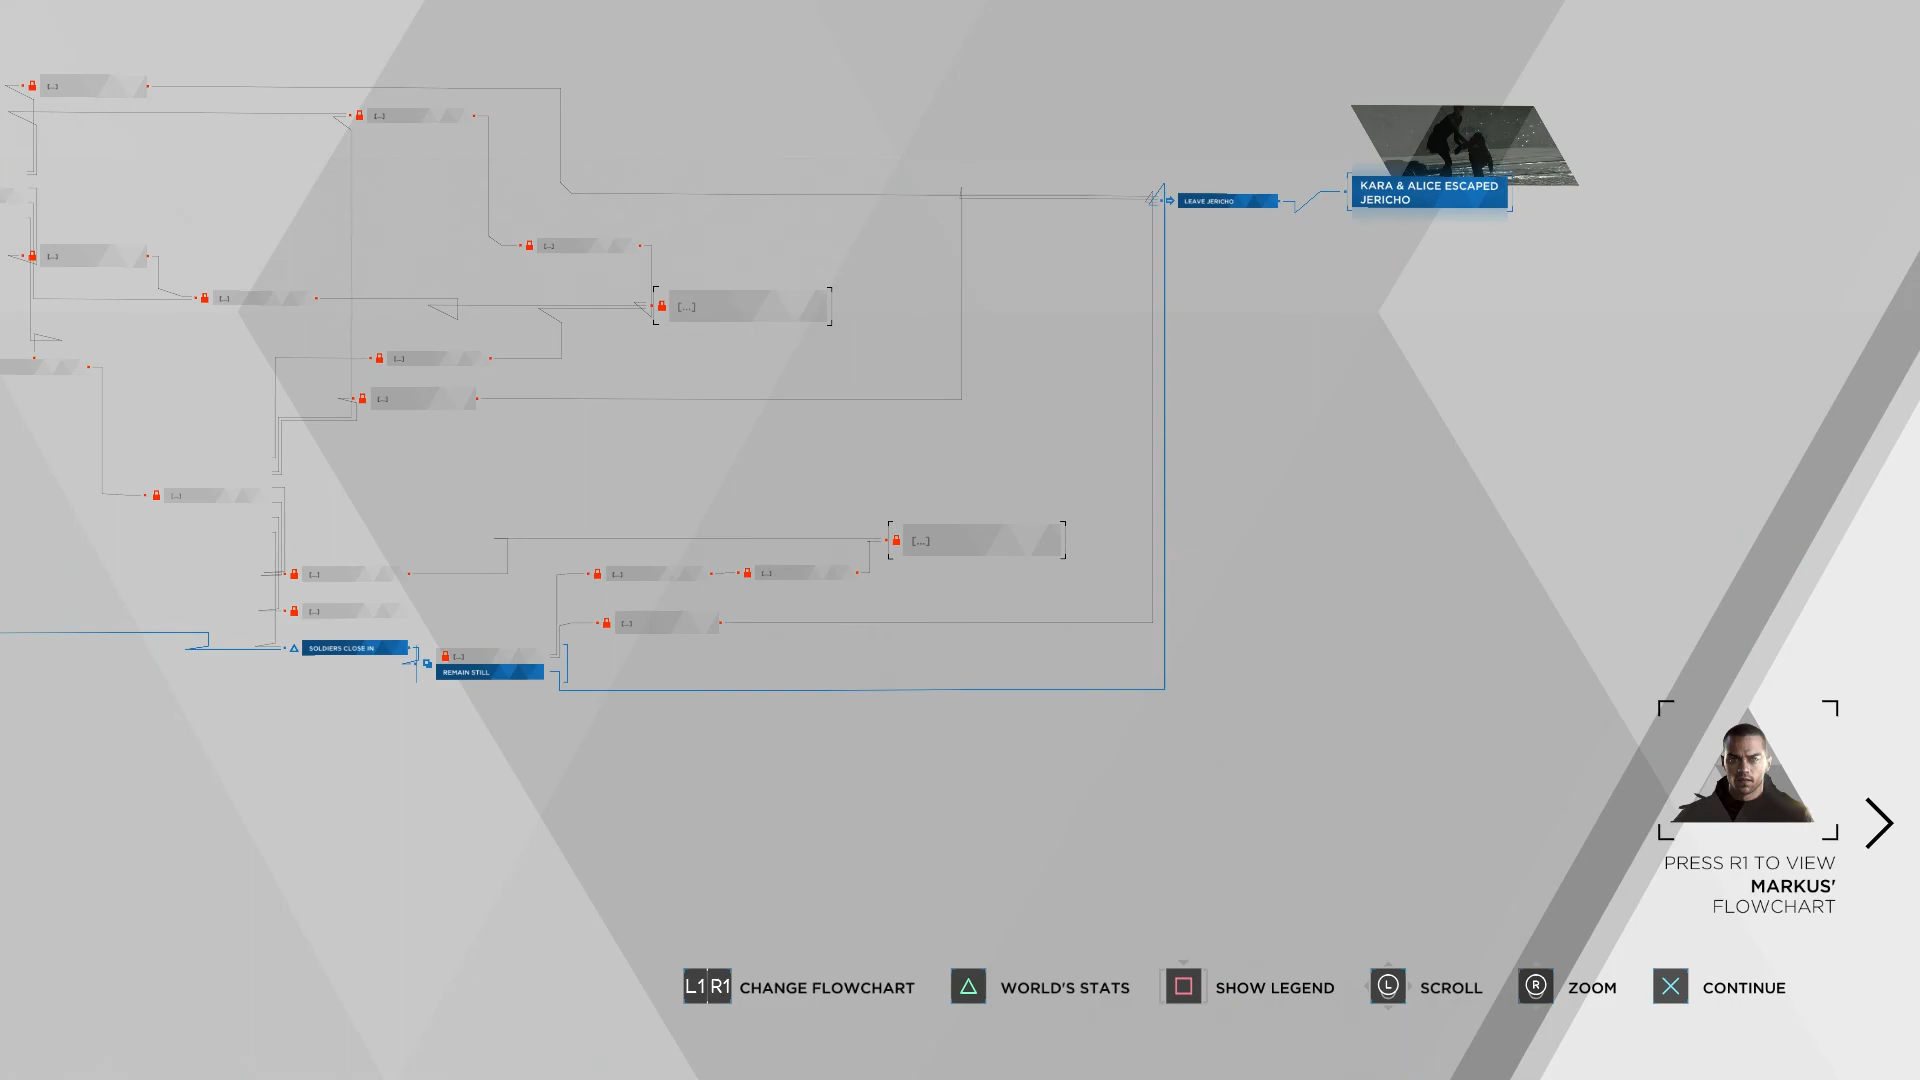 [...]
[...]
KARA & ALICE ESCAPED
JERICHO
LEAVE JERICHO
[...]
[...]
[...]
[...]
[...]
[...]
[...]
[...]
[...]
[...]
[...]
[...]
[...]
SOLDIERS CLOSE IN
[...]
REMAIN STILL
PRESS R1 TO VIEW
MARKUS'
FLOWCHART
L1 R1 CHANGE FLOWCHART
WORLD'S STATS
SHOW LEGEND
L SCROLL
R ZOOM
CONTINUE